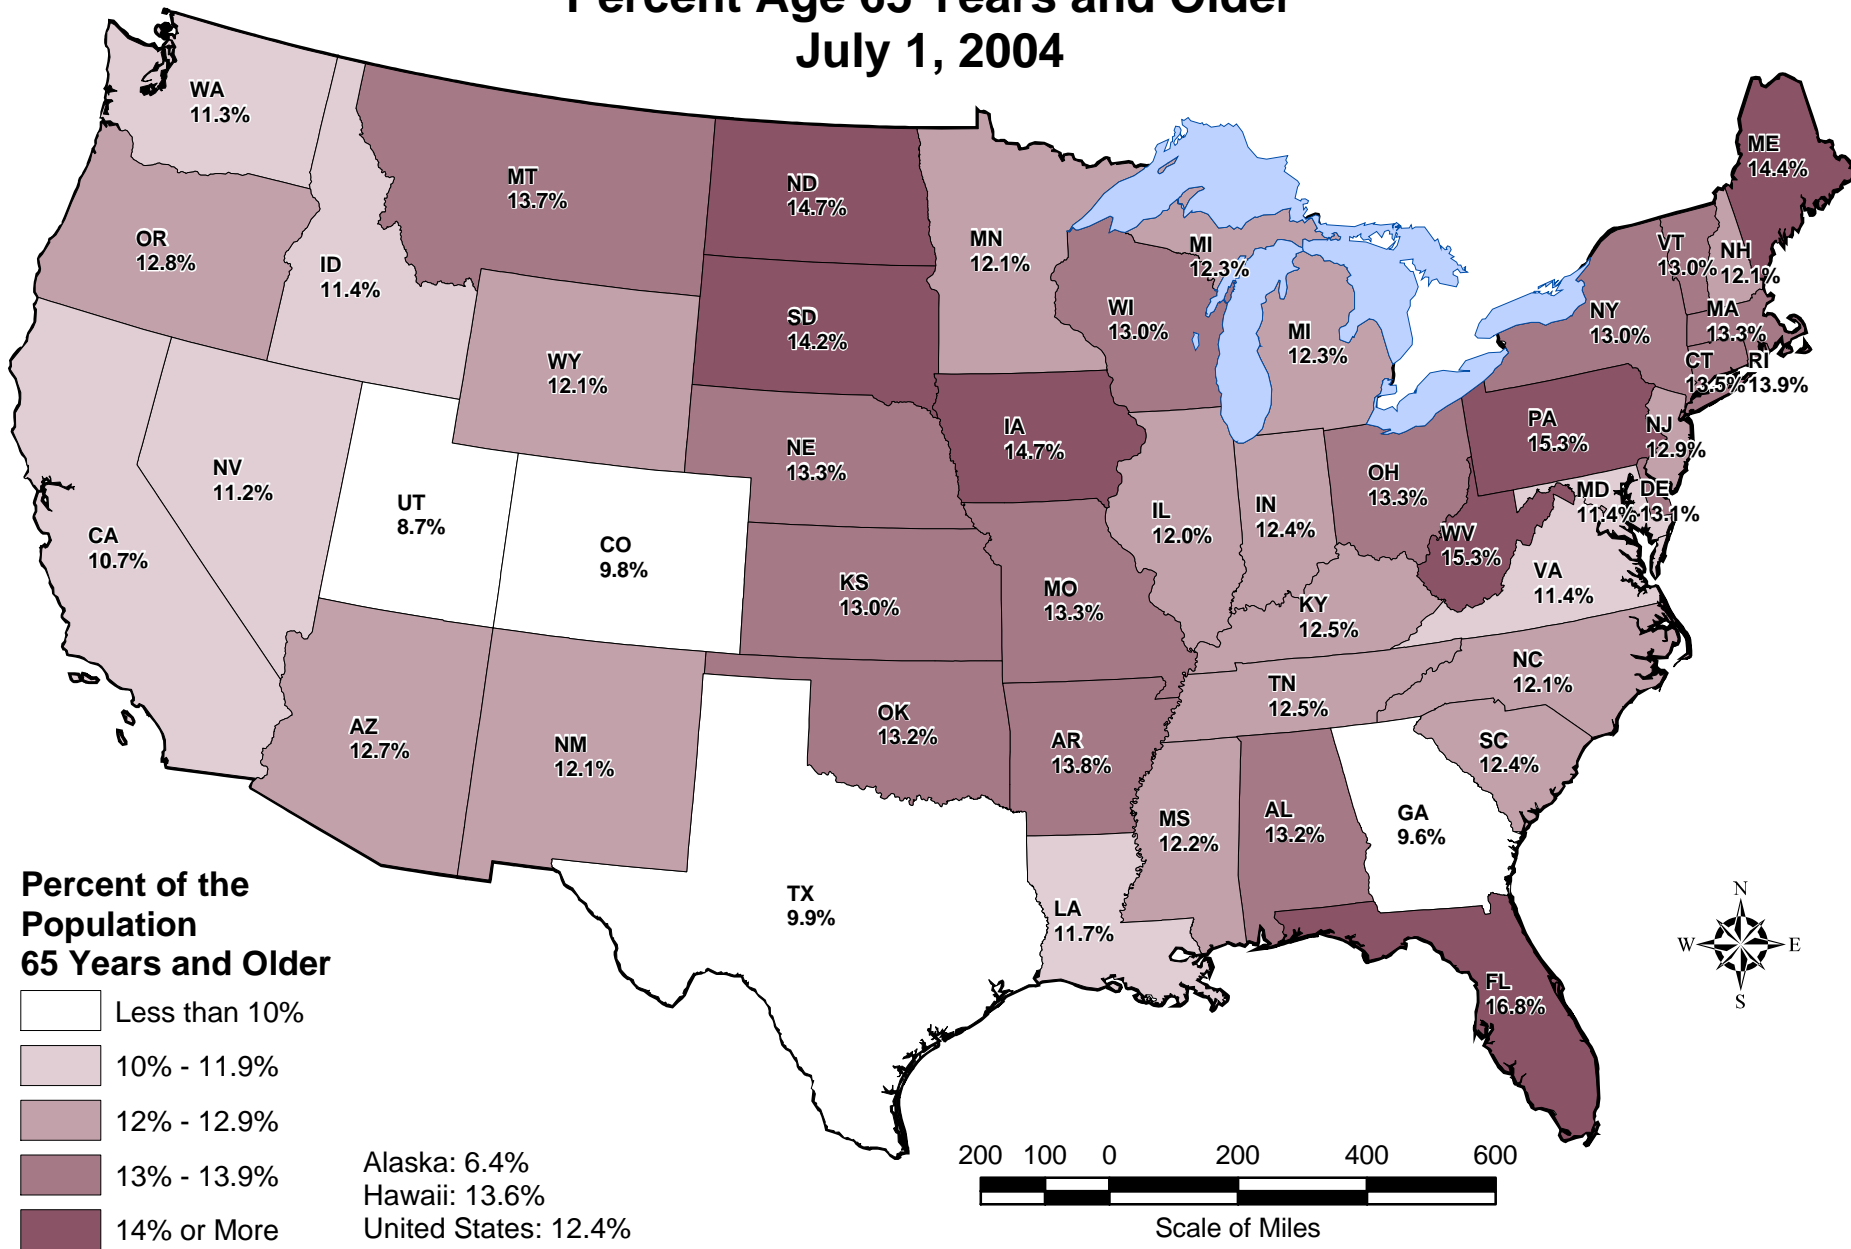 Percent Age 65 Years and Older
July 1, 2004
WA
11.3%
MT
13.7%
ND
14.7%
ME
14.4%
OR
12.8%
ID
11.4%
MN
12.1%
MI
12.3%
VT
13.0%
NH
12.1%
SD
14.2%
WI
13.0%
MI
12.3%
NY
13.0%
MA
13.3%
WY
12.1%
CT
13.5%
RI
13.9%
NE
13.3%
IA
14.7%
PA
15.3%
NJ
12.9%
NV
11.2%
UT
8.7%
OH
13.3%
MD
11.4%
DE
13.1%
CA
10.7%
CO
9.8%
IL
12.0%
IN
12.4%
WV
15.3%
VA
11.4%
KS
13.0%
MO
13.3%
KY
12.5%
AZ
12.7%
NM
12.1%
OK
13.2%
AR
13.8%
TN
12.5%
NC
12.1%
SC
12.4%
MS
12.2%
AL
13.2%
GA
9.6%
TX
9.9%
LA
11.7%
FL
16.8%
N
W
E
S
Percent of the
Population
65 Years and Older
Less than 10%
10% - 11.9%
12% - 12.9%
13% - 13.9%
14% or More
Alaska: 6.4%
Hawaii: 13.6%
United States: 12.4%
200 100 0 200 400 600
Scale of Miles